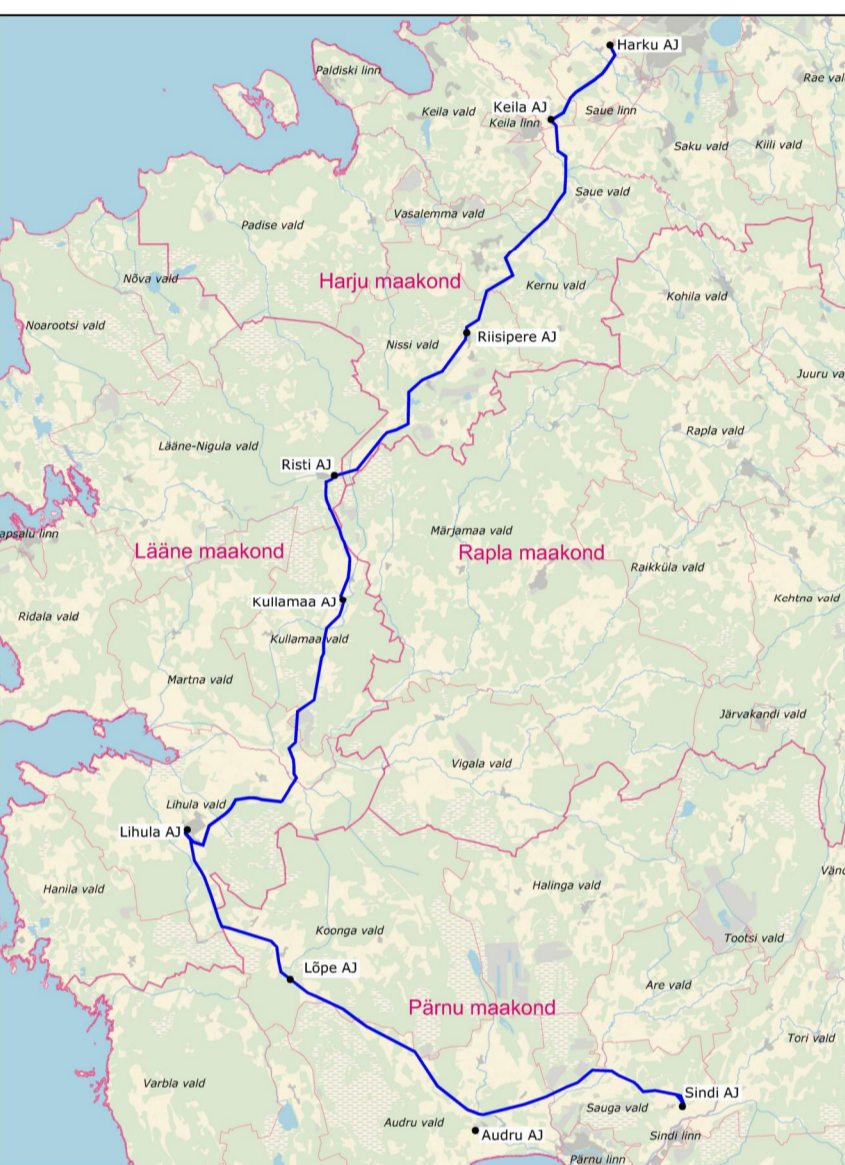 Harku AJ
Paldiski linn
Rae val
Keila AJ
Keila vald
Keila linn
Saue linn
Saku vald
Kiili vald
Saue vald
Vasalemma vald
Padise vald
Harju maakond
Nõva vald
Kernu vald
Kohila vald
Noarootsi vald
Nissi vald
Riisipere AJ
Juuru va
Rapla vald
Lääne-Nigula vald
Risti AJ
apsalu linn
Märjamaa vald
Lääne maakond
Rapla maakond
Raikküla vald
Kullamaa AJ
Kehtna vald
Ridala vald
Kullamaa vald
Martna vald
Järvakandi vald
Vigala vald
Lihula vald
Lihula AJ
Vänd
Hanila vald
Halinga vald
Koonga vald
Tootsi vald
Lõpe AJ
Are vald
Pärnu maakond
Tori vald
Varbla vald
Sindi AJ
Sauga vald
Audru vald
Audru AJ
Sindi linn
Pärnu linn